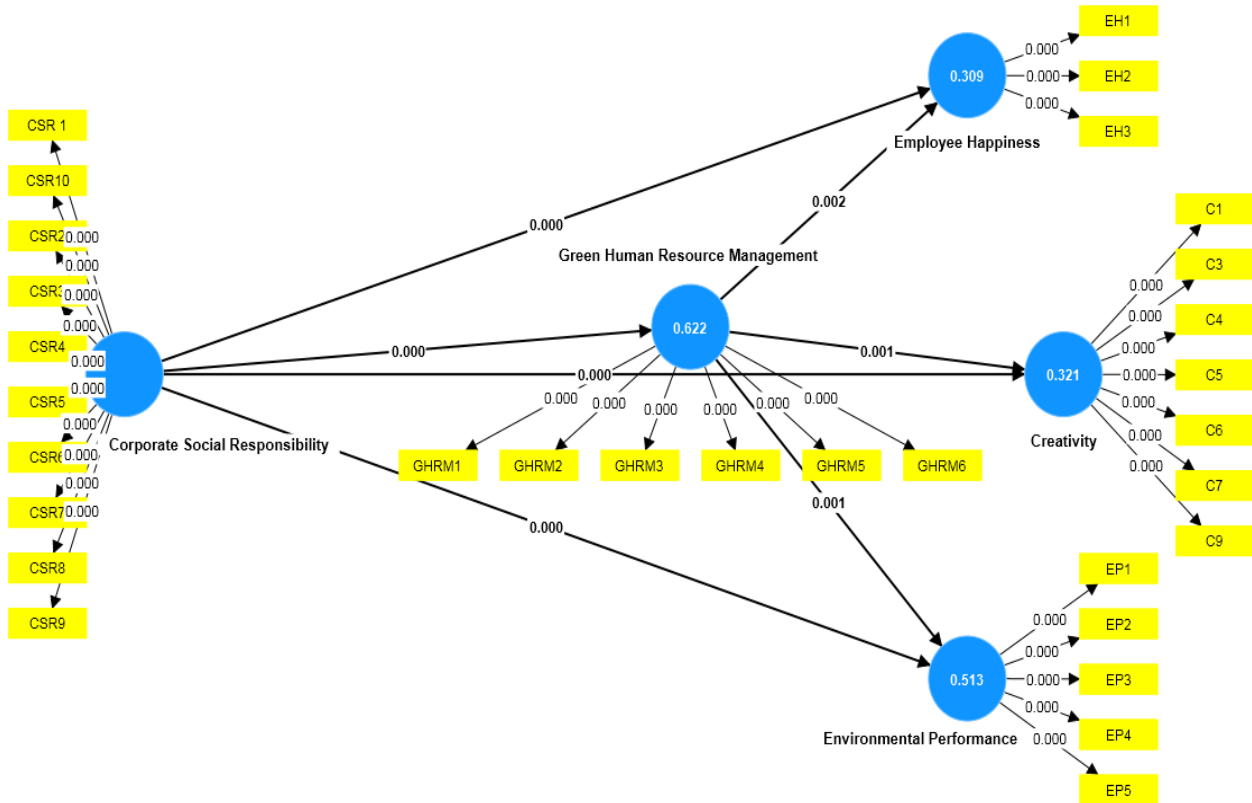 CSR 1
CSR10
CSR2
CSR3
CSR4
CSR5
CSR6
CSR7
CSR8
CSR9
0.000
0.000
0.000
0.000
0.000
0.000
0.000
0.000
0.000
0.000
Corporate Social Responsibility
0.000
0.000
0.000
0.000
Green Human Resource Management
0.622
0.000
0.000
0.000
0.000
0.000
0.000
GHRM1
GHRM2
GHRM3
GHRM4
GHRM5
GHRM6
0.002
0.001
0.001
0.309
Employee Happiness
0.000
0.000
0.000
EH1
EH2
EH3
0.321
Creativity
0.000
0.000
0.000
0.000
0.000
0.000
0.000
C1
C3
C4
C5
C6
C7
C9
0.513
Environmental Performance
0.000
0.000
0.000
0.000
0.000
EP1
EP2
EP3
EP4
EP5